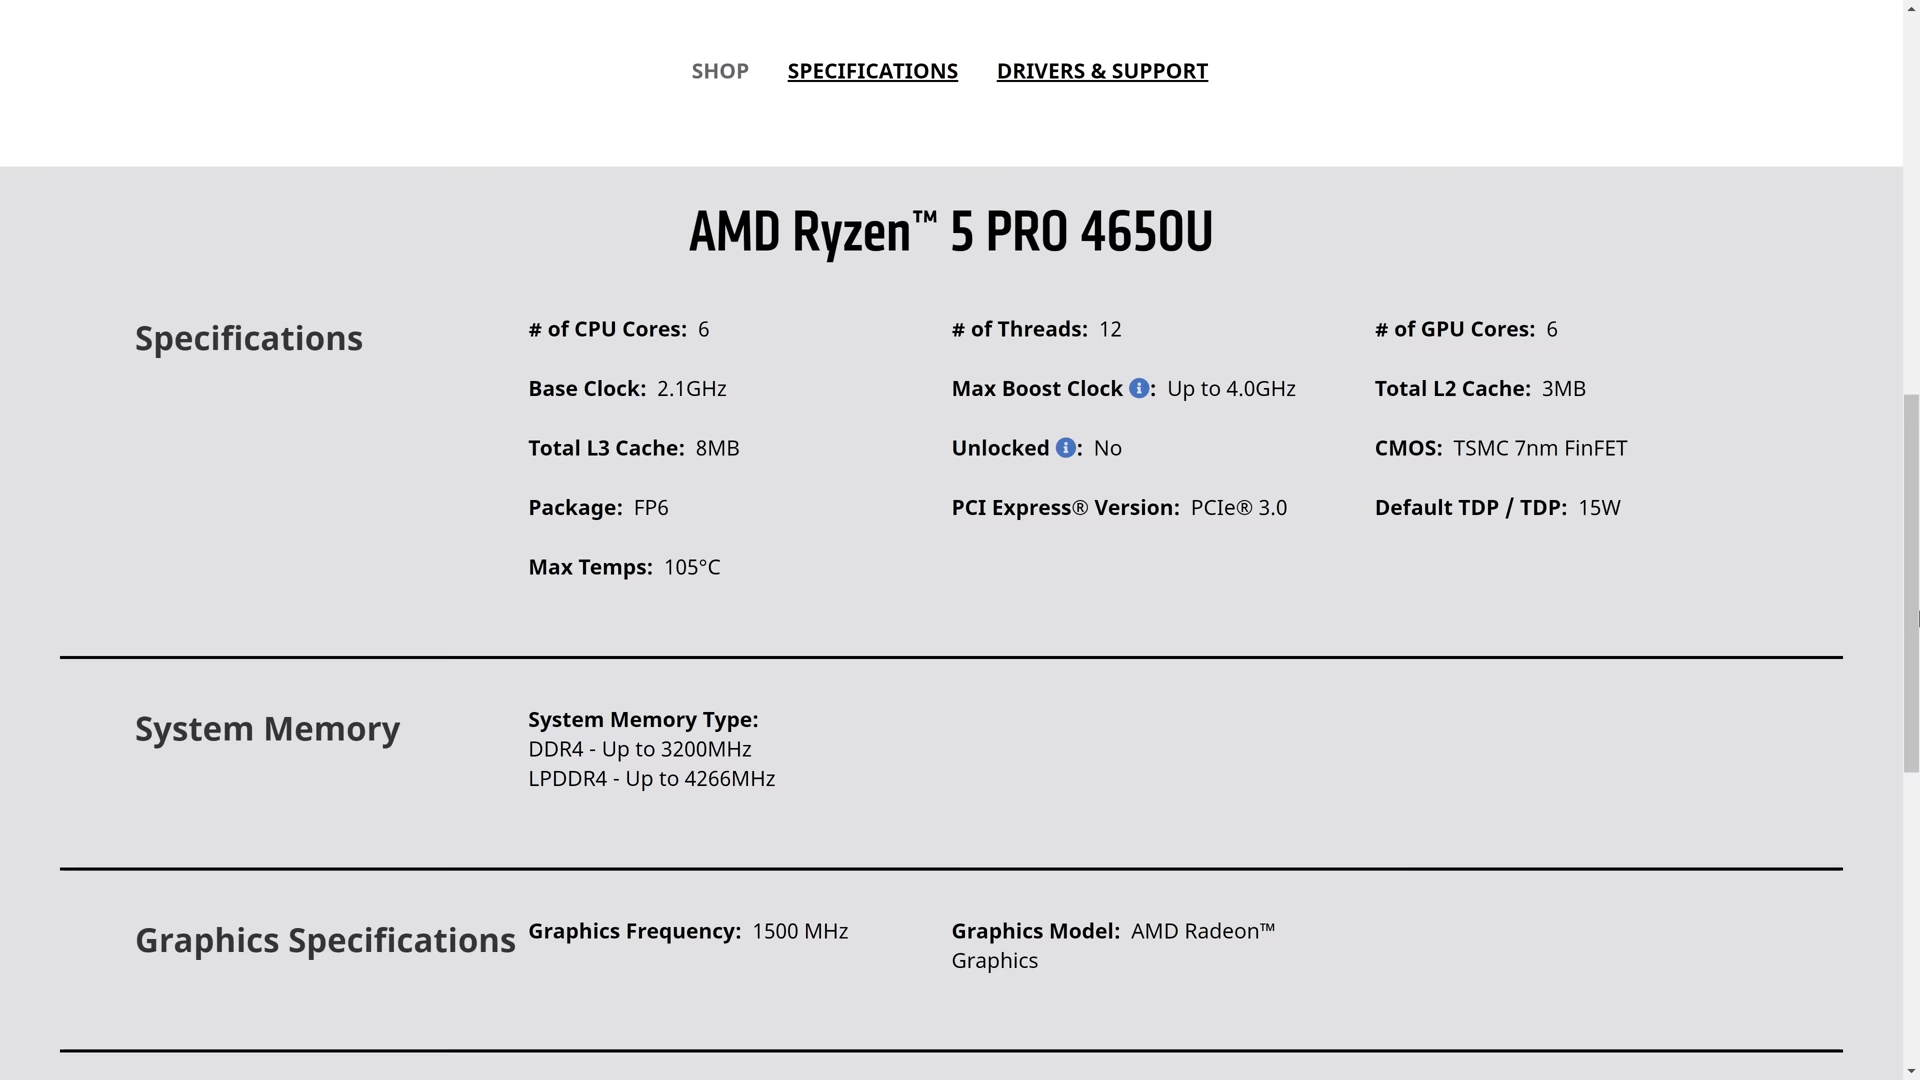 SHOP SPECIFICATIONS DRIVERS & SUPPORT
AMD Ryzen™ 5 PRO 4650U
Specifications
# of CPU Cores: 6
# of Threads: 12
# of GPU Cores: 6
Base Clock: 2.1GHz
Max Boost Clock i: Up to 4.0GHz
Total L2 Cache: 3MB
Total L3 Cache: 8MB
Unlocked i: No
CMOS: TSMC 7nm FinFET
Package: FP6
PCI Express® Version: PCIe® 3.0
Default TDP / TDP: 15W
Max Temps: 105°C
System Memory
System Memory Type:
DDR4 - Up to 3200MHz
LPDDR4 - Up to 4266MHz
Graphics Specifications
Graphics Frequency: 1500 MHz
Graphics Model: AMD Radeon™
Graphics